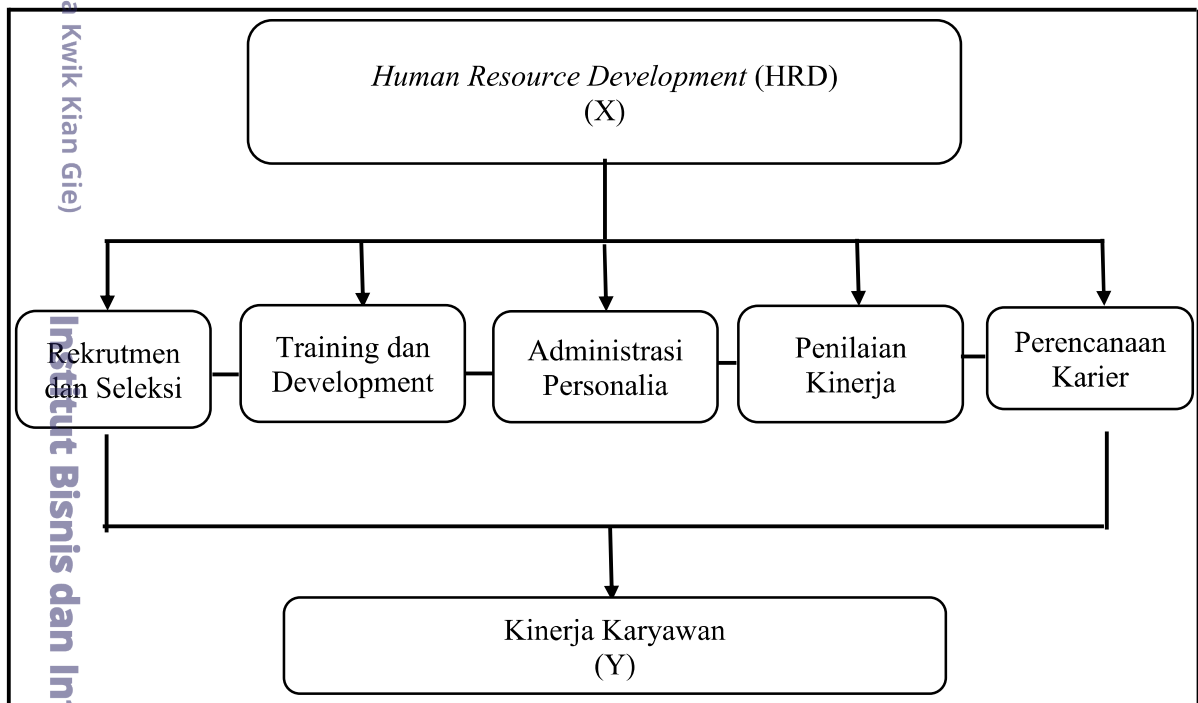 Human Resource Development (HRD)
(X)
Rekrutmen
dan Seleksi
Training dan
Development
Administrasi
Personalia
Penilaian
Kinerja
Perencanaan
Karier
Kinerja Karyawan
(Y)
a Kwik Kian Gie)
Institut Bisnis dan